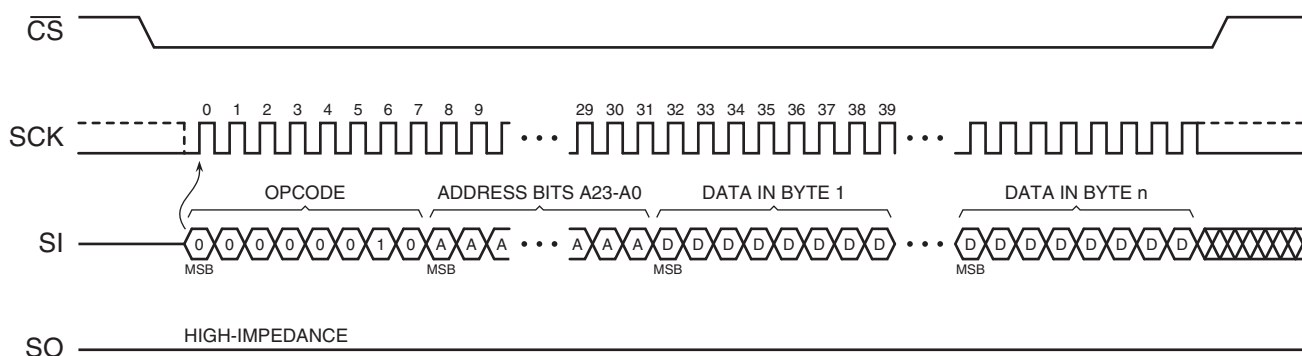 CS
0 1 2 3 4 5 6 7 8 9 29 30 31 32 33 34 35 36 37 38 39
SCK
OPCODE ADDRESS BITS A23-A0 DATA IN BYTE 1 DATA IN BYTE n
SI 0 0 0 0 0 0 1 0 A A A A A A D D D D D D D D D D D D D D D D
MSB MSB MSB MSB
HIGH-IMPEDANCE
SO